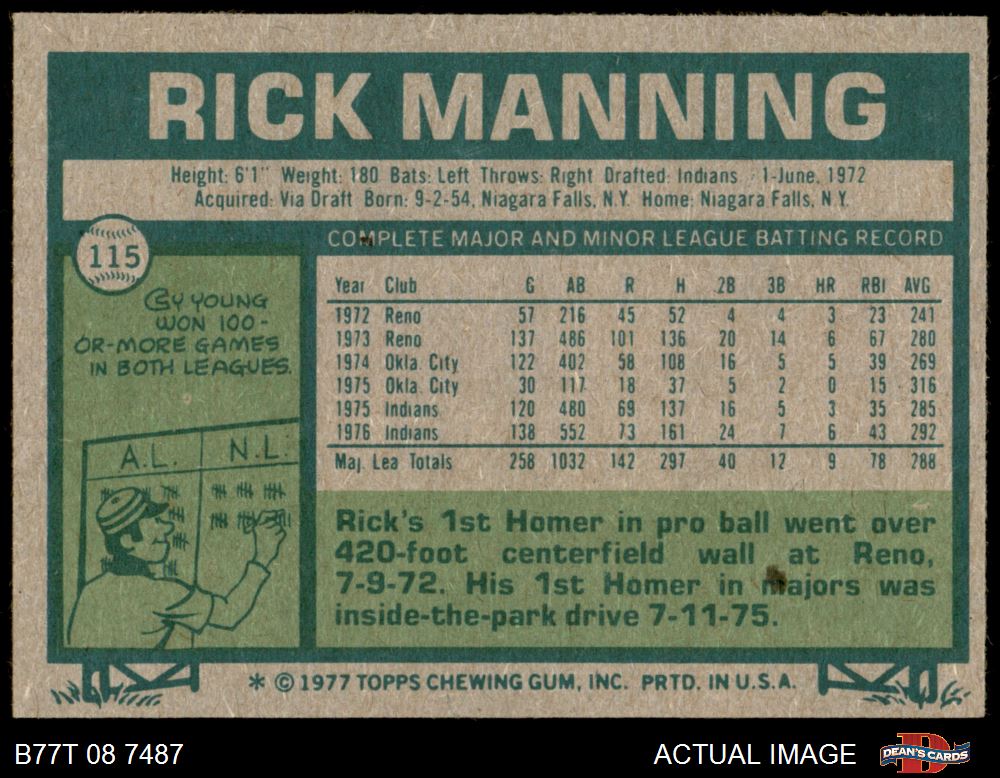 RICK MANNING
Height: 6'1" Weight: 180 Bats: Left Throws: Right Drafted: Indians : 1-June, 1972
Acquired: Via Draft Born: 9-2-54, Niagara Falls, N.Y. Home: Niagara Falls, N.Y.
115
COMPLETE MAJOR AND MINOR LEAGUE BATTING RECORD
CY YOUNG
WON 100-
OR-MORE GAMES
IN BOTH LEAGUES.
A.L. N.L.
Year Club G AB R H 2B 3B HR RBI AVG
1972 Reno 57 216 45 52 4 4 3 23 241
1973 Reno 137 486 101 136 20 14 6 67 280
1974 Okla. City 122 402 58 108 16 5 5 39 269
1975 Okla. City 30 117 18 37 5 2 0 15 316
1975 Indians 120 480 69 137 16 5 3 35 285
1976 Indians 138 552 73 161 24 7 6 43 292
Maj. Lea Totals 258 1032 142 297 40 12 9 78 288
Rick's 1st Homer in pro ball went over
420-foot centerfield wall at Reno,
7-9-72. His 1st Homer in majors was
inside-the-park drive 7-11-75.
* © 1977 TOPPS CHEWING GUM, INC. PRTD. IN U.S.A.
B77T 08 7487 ACTUAL IMAGE D DEAN'S CARDS